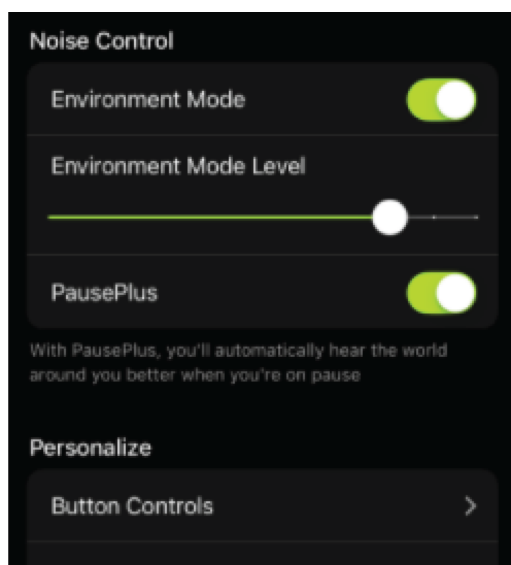 Noise Control
Environment Mode
Environment Mode Level
PausePlus
With PausePlus, you'll automatically hear the world
around you better when you're on pause
Personalize
Button Controls